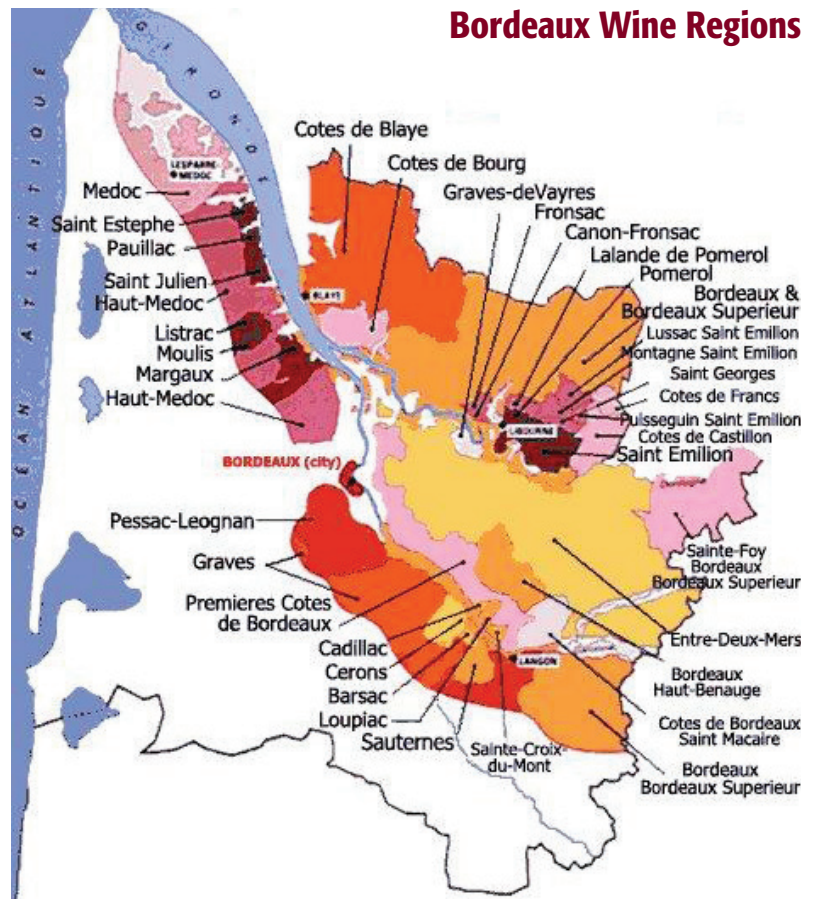 Bordeaux Wine Regions
OCÉAN ATLANTIQUE
GIRONDE
Cotes de Blaye
Cotes de Bourg
LESPARRE-
MEDOC
Medoc
Graves-deVayres
Fronsac
Saint Estephe
Canon-Fronsac
Pauillac
Lalande de Pomerol
Pomerol
Saint Julien
Haut-Medoc
BLAYE
Bordeaux &
Bordeaux Superieur
Listrac
Lussac Saint Emilion
Moulis
Montagne Saint Emilion
Margaux
Saint Georges
Haut-Medoc
Cotes de Francs
Puisseguin Saint Emilion
LIBOURNE
Cotes de Castillon
Saint Emilion
BORDEAUX (city)
Pessac-Leognan
Graves
Sainte-Foy
Bordeaux
Bordeaux Superieur
Premieres Cotes
de Bordeaux
Entre-Deux-Mers
Cadillac
Cerons
LANGON
Bordeaux
Haut-Benauge
Barsac
Loupiac
Sauternes
Sainte-Croix-
du-Mont
Cotes de Bordeaux
Saint Macaire
Bordeaux
Bordeaux Superieur